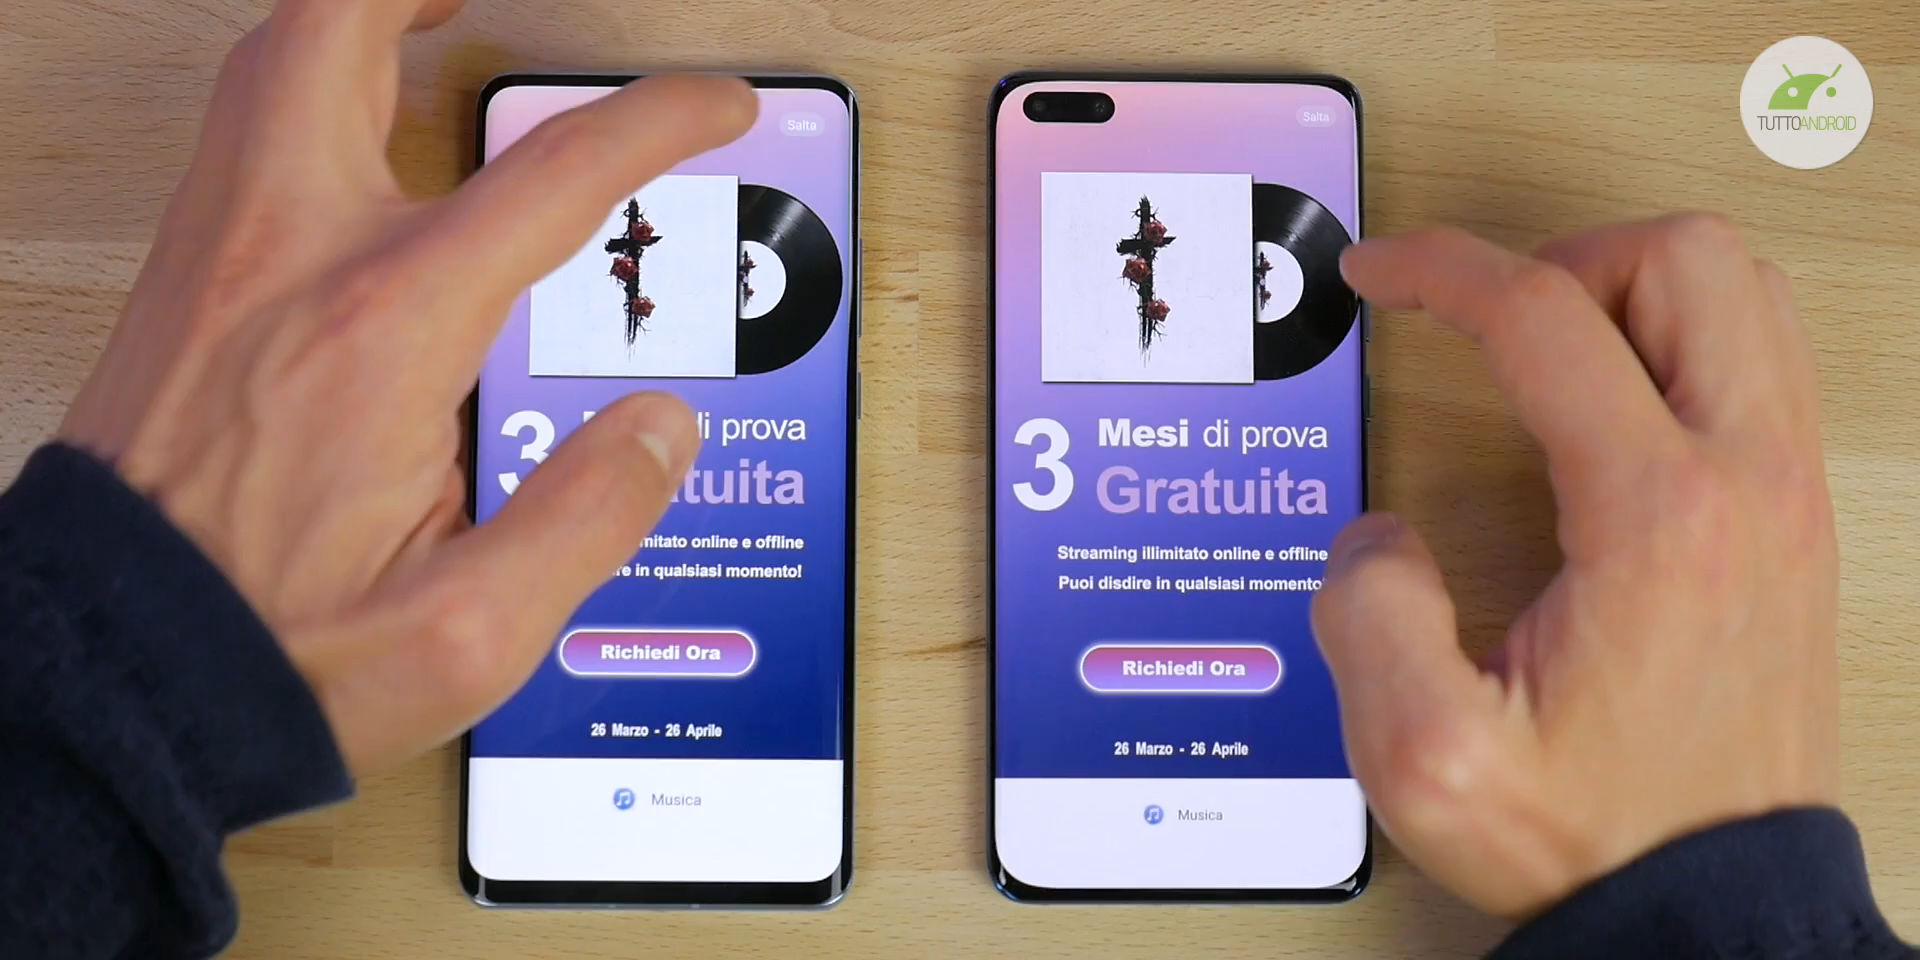 Salta
3
di prova
tuita
mitato online e offline
re in qualsiasi momento!
Richiedi Ora
26 Marzo - 26 Aprile
Musica
Salta
3
Mesi di prova
Gratuita
Streaming illimitato online e offline
Puoi disdire in qualsiasi momento
Richiedi Ora
26 Marzo - 26 Aprile
Musica
TUTTOANDROID